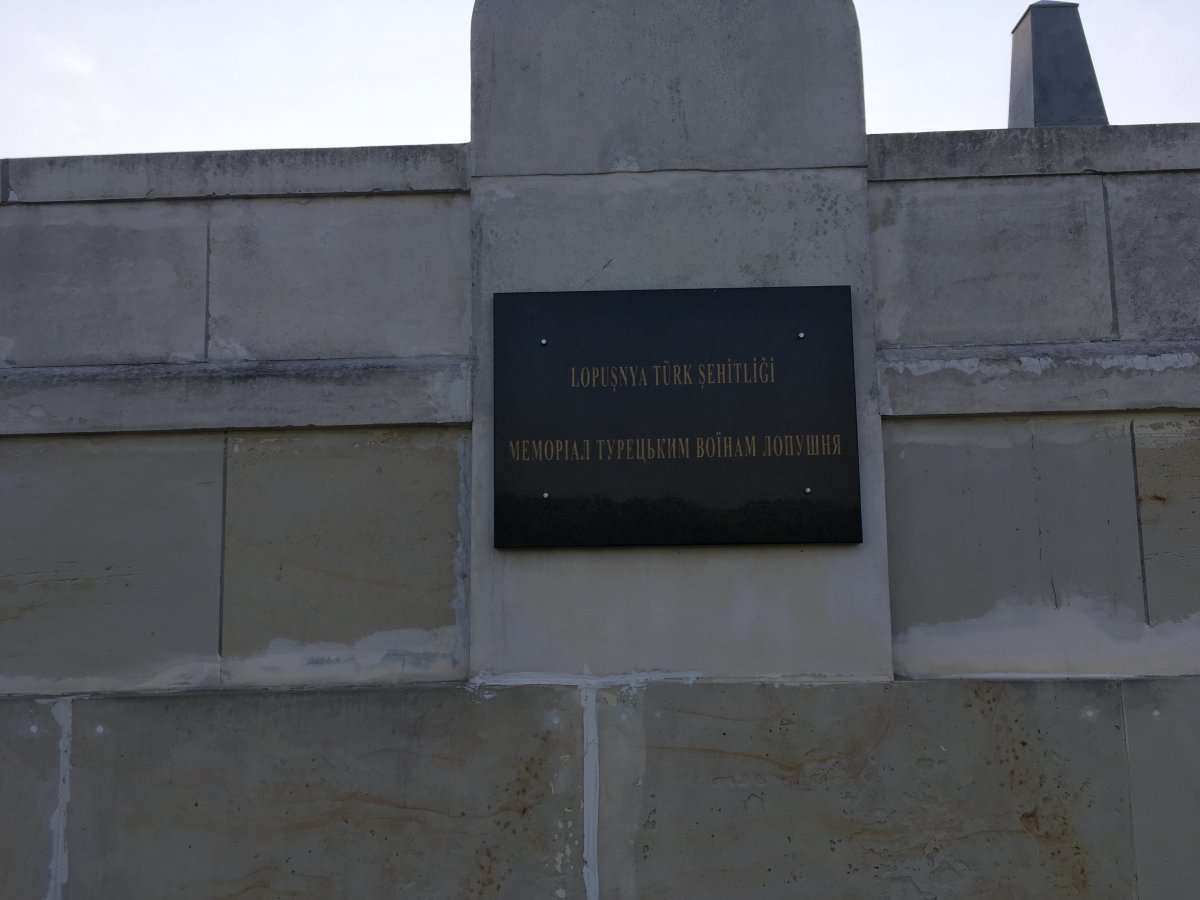 LOPUŞNYA TÜRK ŞEHİTLİĞİ
МЕМОРІАЛ ТУРЕЦЬКИМ ВОЇНАМ ЛОПУШНЯ